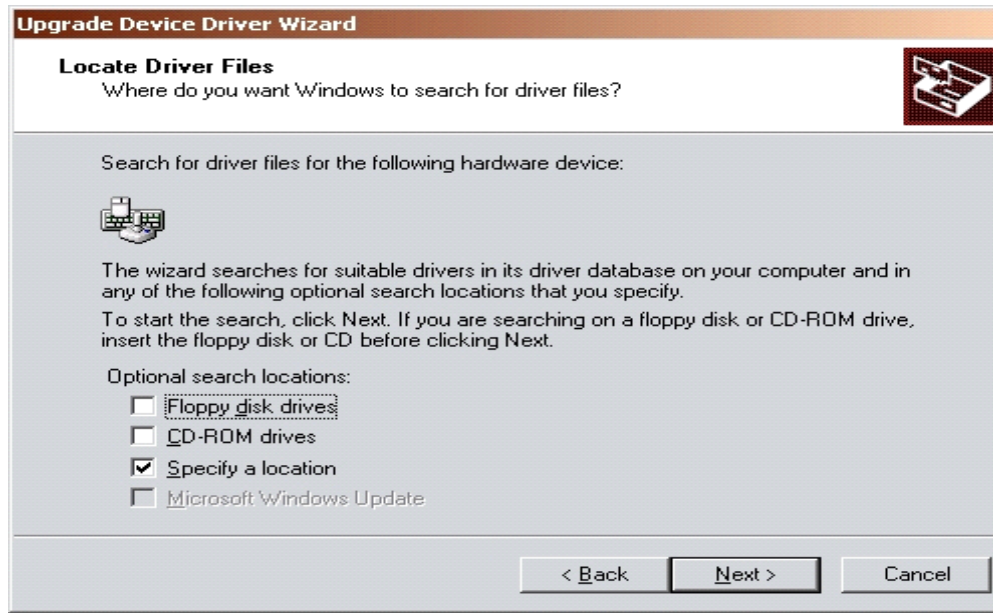 Upgrade Device Driver Wizard
Locate Driver Files
Where do you want Windows to search for driver files?
Search for driver files for the following hardware device:
The wizard searches for suitable drivers in its driver database on your computer and in
any of the following optional search locations that you specify.
To start the search, click Next. If you are searching on a floppy disk or CD-ROM drive,
insert the floppy disk or CD before clicking Next.
Optional search locations:
Floppy disk drives
CD-ROM drives
Specify a location
Microsoft Windows Update
< Back Next > Cancel